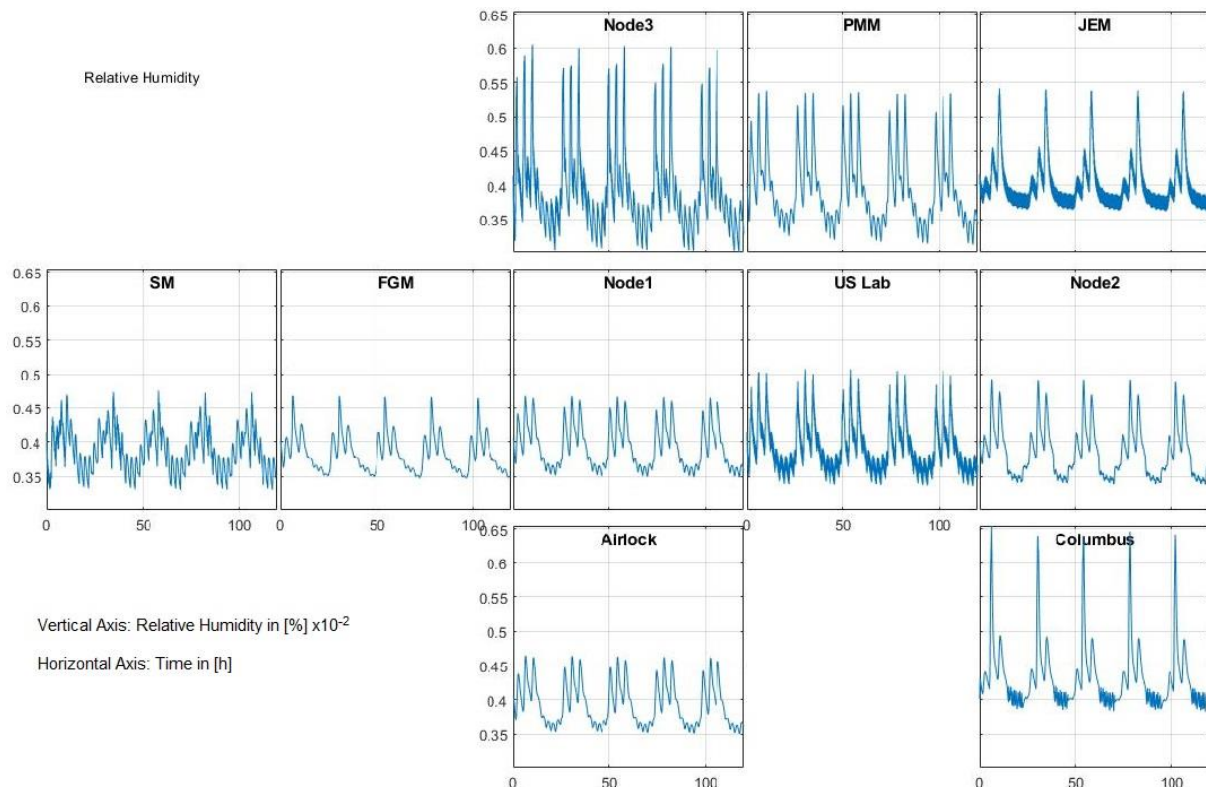 Relative Humidity
Node3
PMM
JEM
0.65
0.6
0.55
0.5
0.45
0.4
0.35
SM
FGM
Node1
US Lab
Node2
0.65
0.6
0.55
0.5
0.45
0.4
0.35
0 50 100
0 50 100
Airlock
Columbus
0.65
0.6
0.55
0.5
0.45
0.4
0.35
0 50 100
0 50 100
Vertical Axis: Relative Humidity in [%] x10⁻²
Horizontal Axis: Time in [h]